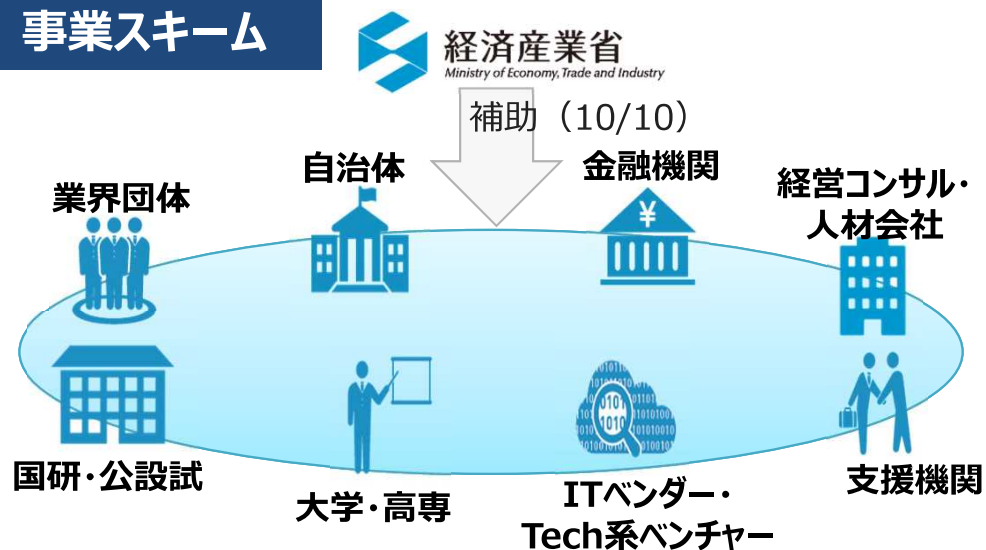 事業スキーム
経済産業省
Ministry of Economy, Trade and Industry
補助（10/10）
業界団体
自治体
金融機関
経営コンサル・
人材会社
¥
国研・公設試
大学・高専
ITベンダー・
Tech系ベンチャー
支援機関